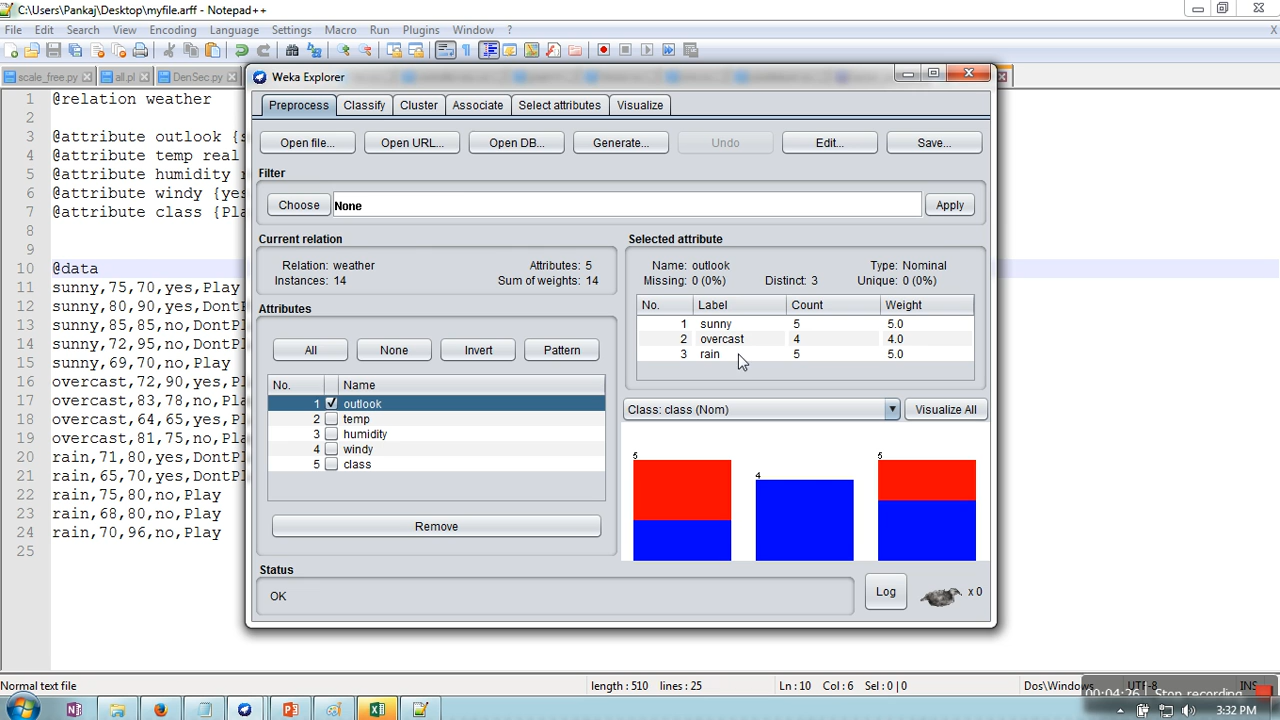 C:\Users\Pankaj\Desktop\myfile.arff - Notepad++
File Edit Search View Encoding Language Settings Macro Run Plugins Window ? X
scale_free.py all.pl DenSec.py
Weka Explorer
1 @relation weather
2
3 @attribute outlook {s
4 @attribute temp real
5 @attribute humidity r
6 @attribute windy {yes
7 @attribute class {Pla
8
9
10 @data
11 sunny,75,70,yes,Play
12 sunny,80,90,yes,DontP
13 sunny,85,85,no,DontPl
14 sunny,72,95,no,DontPl
15 sunny,69,70,no,Play
16 overcast,72,90,yes,Pl
17 overcast,83,78,no,Pla
18 overcast,64,65,yes,Pl
19 overcast,81,75,no,Pla
20 rain,71,80,yes,DontPl
21 rain,65,70,yes,DontPl
22 rain,75,80,no,Play
23 rain,68,80,no,Play
24 rain,70,96,no,Play
25
Preprocess Classify Cluster Associate Select attributes Visualize
Open file... Open URL... Open DB... Generate... Undo Edit... Save...
Filter
Choose None Apply
Current relation
Relation: weather Attributes: 5
Instances: 14 Sum of weights: 14
Attributes
All None Invert Pattern
No. Name
1 outlook
2 temp
3 humidity
4 windy
5 class
Remove
Selected attribute
Name: outlook Type: Nominal
Missing: 0 (0%) Distinct: 3 Unique: 0 (0%)
No. Label Count Weight
1 sunny 5 5.0
2 overcast 4 4.0
3 rain 5 5.0
Class: class (Nom) Visualize All
5 4 5
Status
OK Log x 0
Normal text file length : 510 lines : 25 Ln : 10 Col : 6 Sel : 0 | 0 Dos\Windows UTF-8 INS
00:04:26 Stop recording
3:32 PM